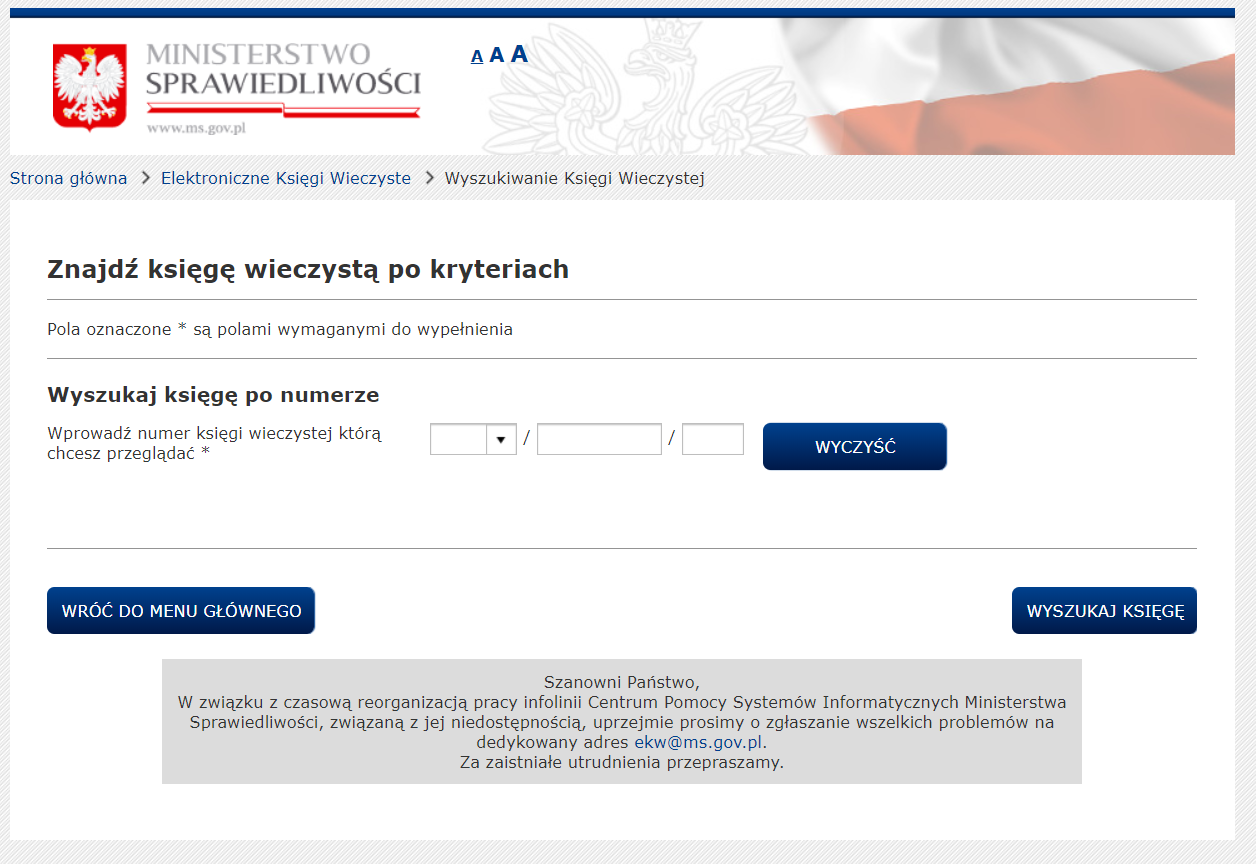 MINISTERSTWO
SPRAWIEDLIWOŚCI
www.ms.gov.pl
A A A
Strona główna > Elektroniczne Księgi Wieczyste > Wyszukiwanie Księgi Wieczystej
Znajdź księgę wieczystą po kryteriach
Pola oznaczone * są polami wymaganymi do wypełnienia
Wyszukaj księgę po numerze
Wprowadź numer księgi wieczystej którą
chcesz przeglądać *
/ /
WYCZYŚĆ
WRÓĆ DO MENU GŁÓWNEGO
WYSZUKAJ KSIĘGĘ
Szanowni Państwo,
W związku z czasową reorganizacją pracy infolinii Centrum Pomocy Systemów Informatycznych Ministerstwa
Sprawiedliwości, związaną z jej niedostępnością, uprzejmie prosimy o zgłaszanie wszelkich problemów na
dedykowany adres ekw@ms.gov.pl.
Za zaistniałe utrudnienia przepraszamy.